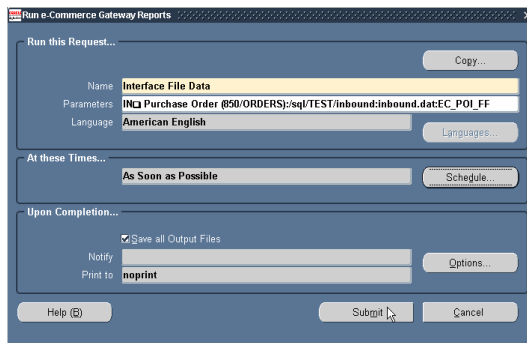 Run e-Commerce Gateway Reports
Run this Request...
Copy...
Name Interface File Data
Parameters IN Purchase Order (850/ORDERS):/sql/TEST/inbound:inbound.dat:EC_POI_FF
Language American English
Languages...
At these Times...
As Soon as Possible
Schedule...
Upon Completion...
Save all Output Files
Notify
Options...
Print to noprint
Help (B)
Submit
Cancel